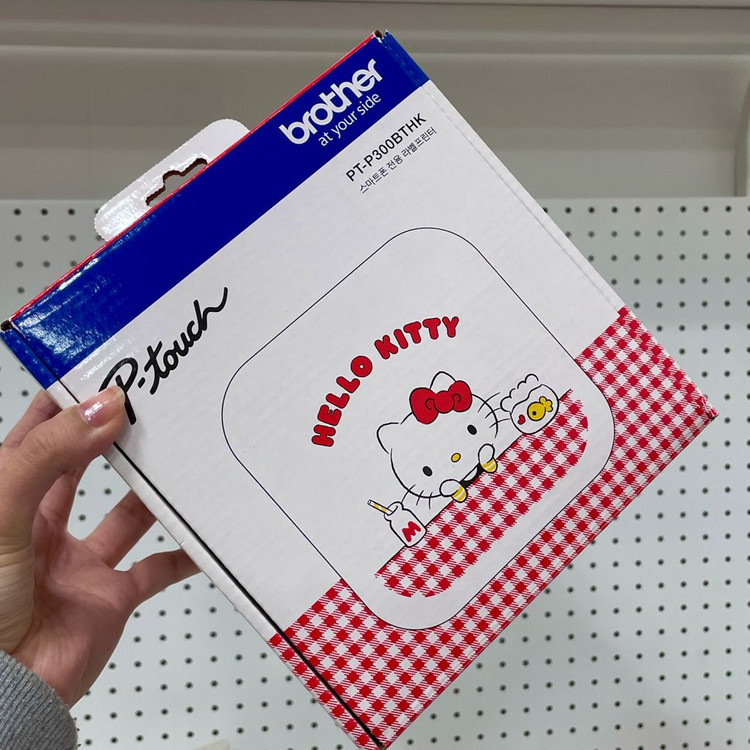 brother
at your side
PT-P300BTHK
스마트폰 전용 라벨프린터
P-touch
HELLO KITTY
M